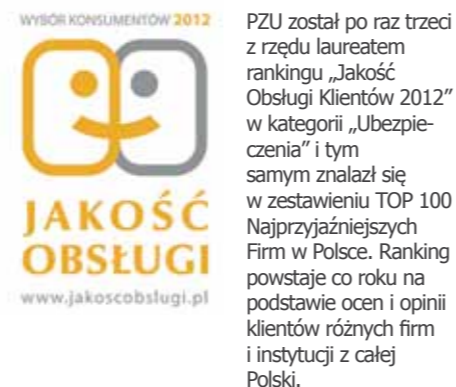 WYBÓR KONSUMENTÓW 2012
JAKOŚĆ
OBSŁUGI
www.jakoscobslugi.pl
PZU został po raz trzeci
z rzędu laureatem
rankingu „Jakość
Obsługi Klientów 2012”
w kategorii „Ubezpie-
czenia” i tym
samym znalazł się
w zestawieniu TOP 100
Najprzyjaźniejszych
Firm w Polsce. Ranking
powstaje co roku na
podstawie ocen i opinii
klientów różnych firm
i instytucji z całej
Polski.